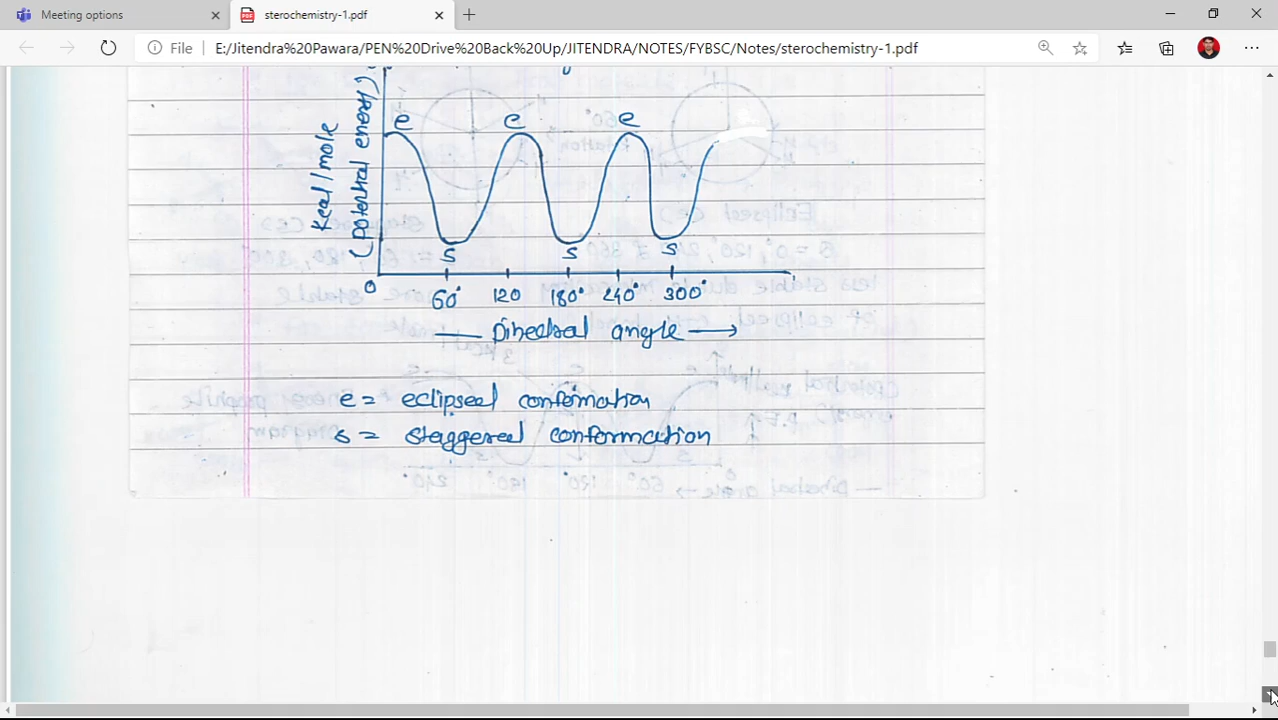 Meeting options
sterochemistry-1.pdf
File
E:/Jitendra%20Pawara/PEN%20Drive%20Back%20Up/JITENDRA/NOTES/FYBSC/Notes/sterochemistry-1.pdf
Kcal/mole
(potential energy)
e e e
s s s
0 60° 120 180° 240° 300°
— Dihedral angle →
e = eclipsed conformation
s = staggered conformation